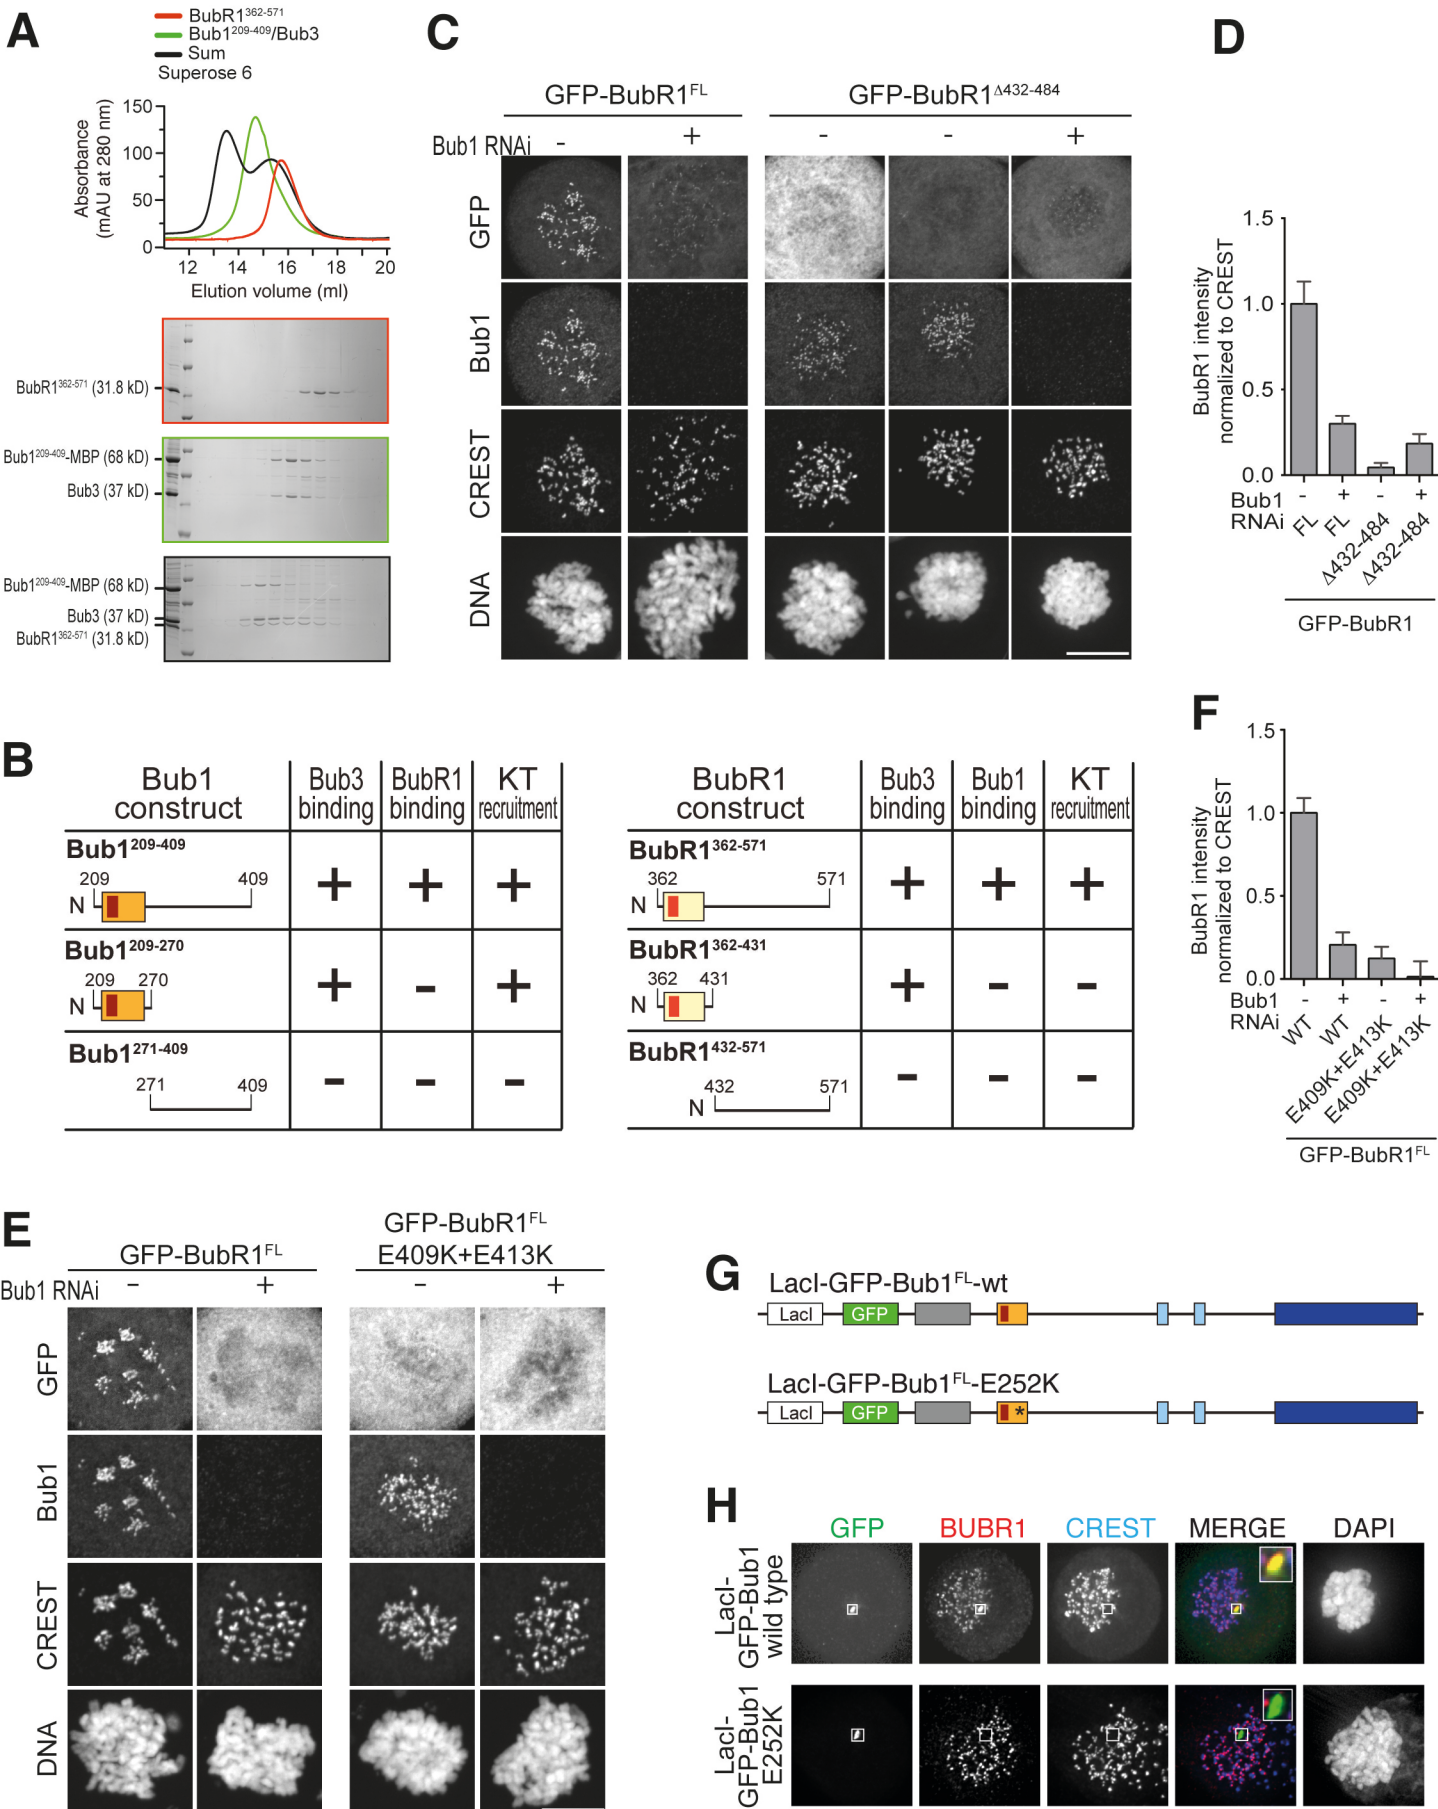 A
BubR1362-571
Bub1209-409/Bub3
Sum
Superose 6
Absorbance
(mAU at 280 nm)
150
100
50
0
12 14 16 18 20
Elution volume (ml)
BubR1362-571 (31.8 kD)
Bub1209-409-MBP (68 kD)
Bub3 (37 kD)
Bub1209-409-MBP (68 kD)
Bub3 (37 kD)
BubR1362-571 (31.8 kD)
C
GFP-BubR1FL GFP-BubR1Δ432-484
Bub1 RNAi - + - - +
GFP
Bub1
CREST
DNA
D
BubR1 intensity
normalized to CREST
1.5
1.0
0.5
0.0
Bub1
RNAi
- + - +
FL FL Δ432-484 Δ432-484
GFP-BubR1
B
Bub1
construct
Bub3
binding
BubR1
binding
KT
recruitment
Bub1209-409
209 409
N
+ + +
Bub1209-270
209 270
N
+ - +
Bub1271-409
271 409
- - -
BubR1
construct
Bub3
binding
Bub1
binding
KT
recruitment
BubR1362-571
362 571
N
+ + +
BubR1362-431
362 431
N
+ - -
BubR1432-571
432 571
N
- - -
F
BubR1 intensity
normalized to CREST
1.5
1.0
0.5
0.0
Bub1
RNAi
- + - +
WT WT E409K+E413K E409K+E413K
GFP-BubR1FL
E
GFP-BubR1FL
GFP-BubR1FL
E409K+E413K
Bub1 RNAi - + - +
GFP
Bub1
CREST
DNA
G
LacI-GFP-Bub1FL-wt
LacI GFP
LacI-GFP-Bub1FL-E252K
LacI GFP *
H
GFP BUBR1 CREST MERGE DAPI
LacI-
GFP-Bub1
wild type
LacI-
GFP-Bub1
E252K